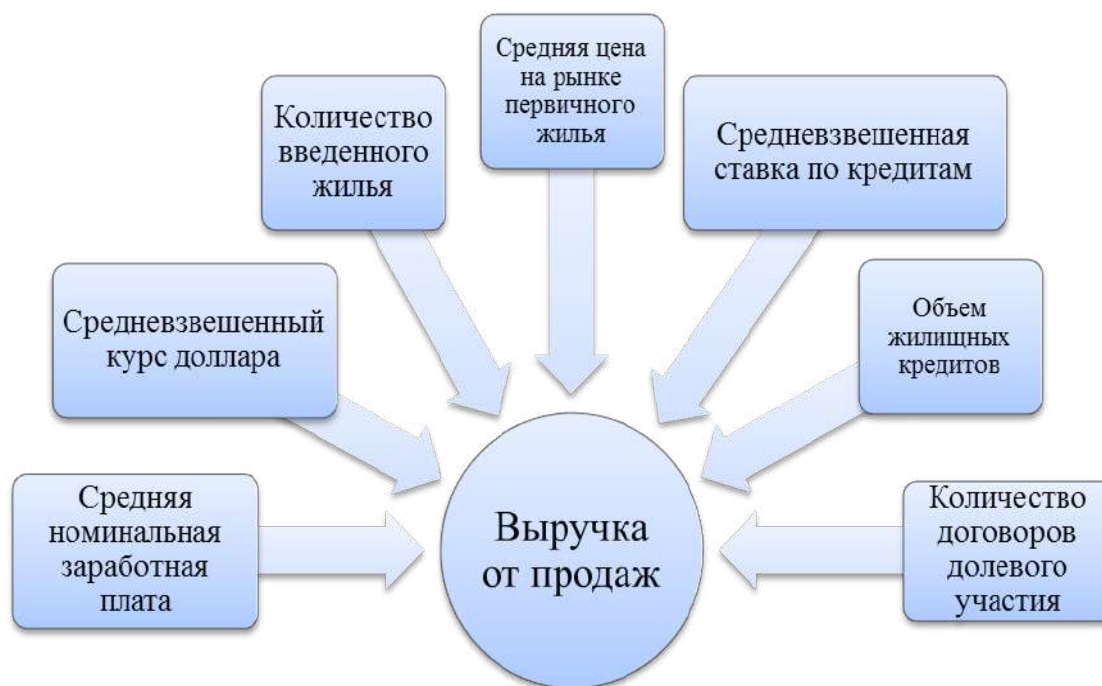 Средняя цена
на рынке
первичного
жилья
Количество
введенного
жилья
Средневзвешенная
ставка по кредитам
Средневзвешенный
курс доллара
Объем
жилищных
кредитов
Средняя
номинальная
заработная
плата
Выручка
от продаж
Количество
договоров
долевого
участия